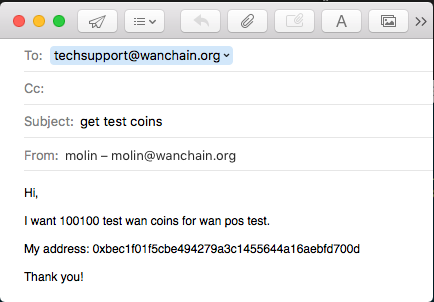 To: techsupport@wanchain.org
Cc:
Subject: get test coins
From: molin – molin@wanchain.org
Hi,
I want 100100 test wan coins for wan pos test.
My address: 0xbec1f01f5cbe494279a3c1455644a16aebfd700d
Thank you!